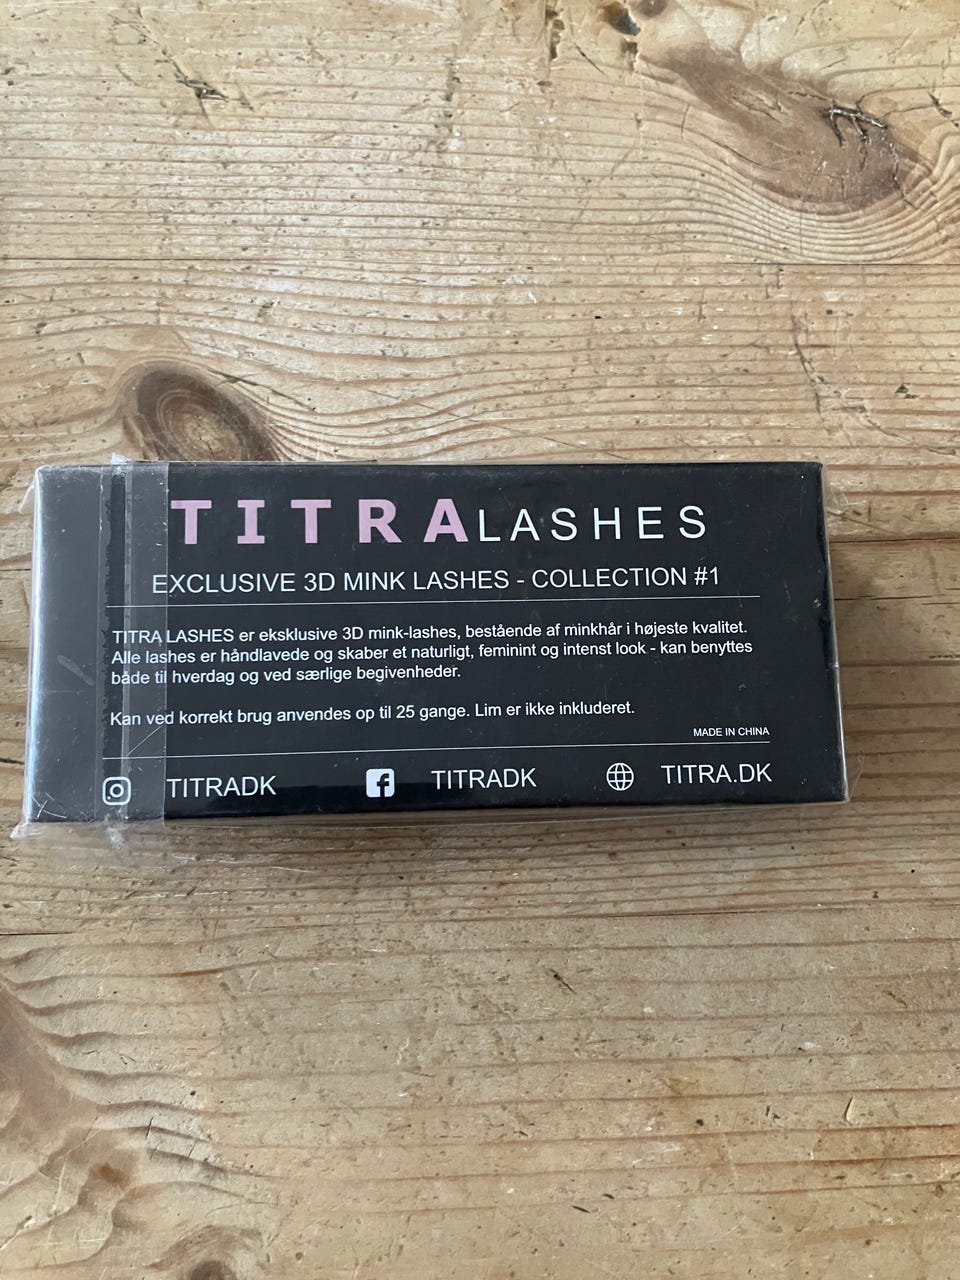 TITRALASHES
EXCLUSIVE 3D MINK LASHES - COLLECTION #1
TITRA LASHES er eksklusive 3D mink-lashes, bestående af minkhår i højeste kvalitet.
Alle lashes er håndlavede og skaber et naturligt, feminint og intenst look - kan benyttes
både til hverdag og ved særlige begivenheder.
Kan ved korrekt brug anvendes op til 25 gange. Lim er ikke inkluderet.
MADE IN CHINA
TITRADK f TITRADK TITRA.DK